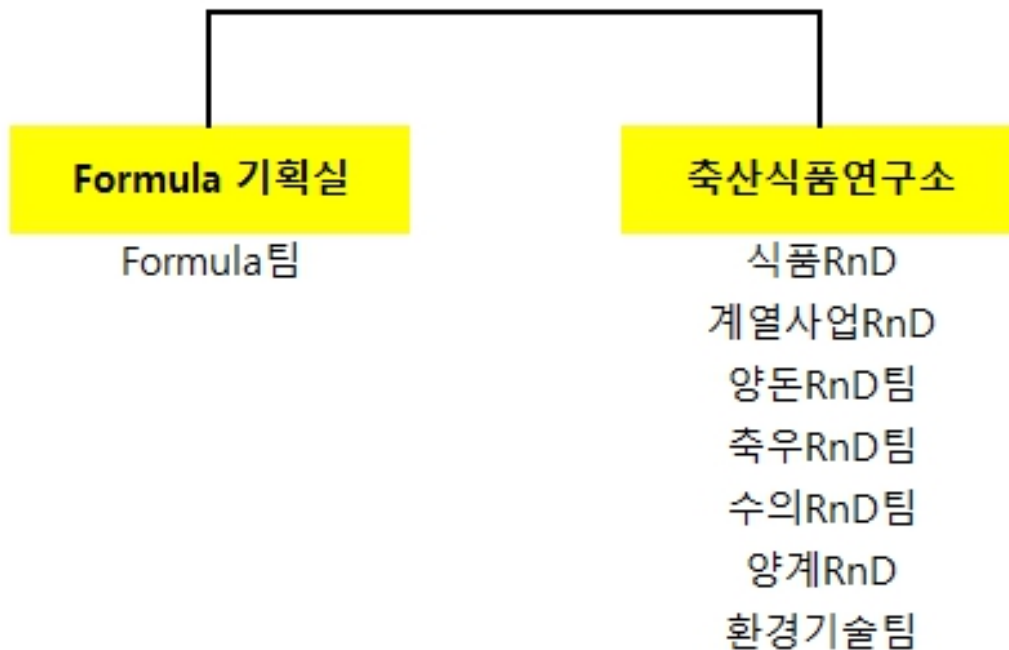 Formula 기획실
Formula팀
축산식품연구소
식품RnD
계열사업RnD
양돈RnD팀
축우RnD팀
수의RnD팀
양계RnD
환경기술팀